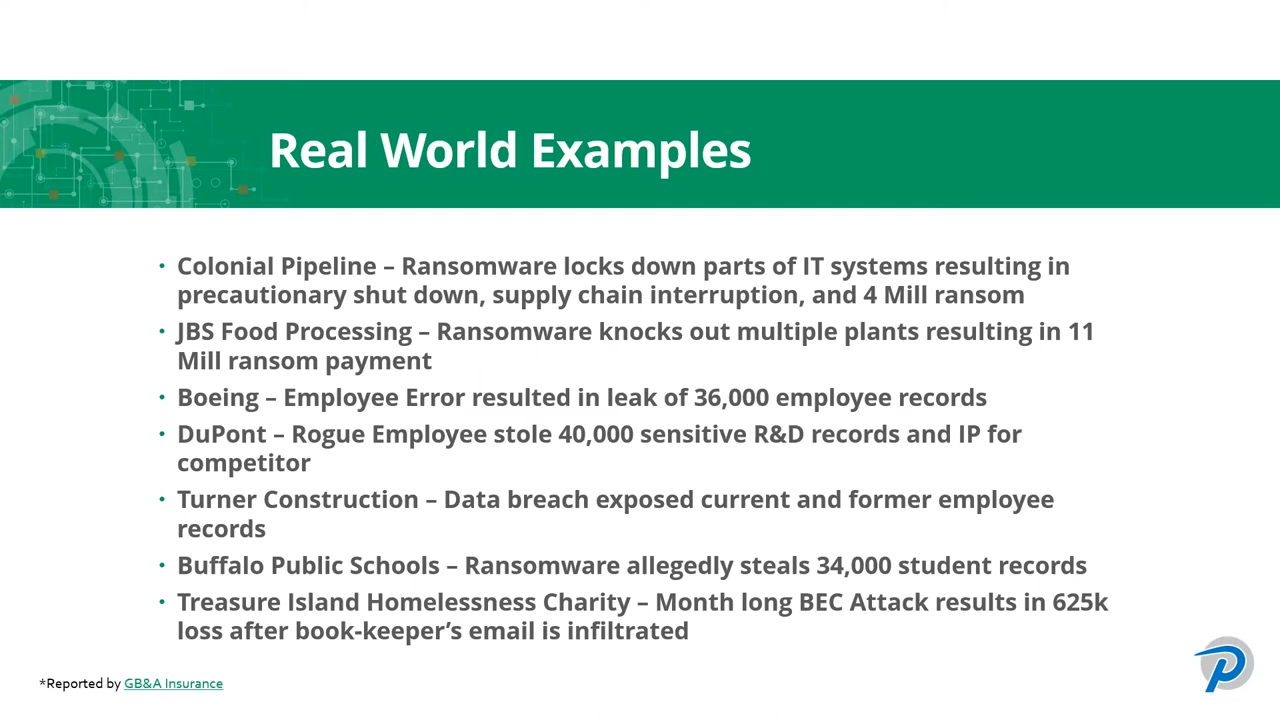 Real World Examples
• Colonial Pipeline – Ransomware locks down parts of IT systems resulting in
precautionary shut down, supply chain interruption, and 4 Mill ransom
• JBS Food Processing – Ransomware knocks out multiple plants resulting in 11
Mill ransom payment
• Boeing – Employee Error resulted in leak of 36,000 employee records
• DuPont – Rogue Employee stole 40,000 sensitive R&D records and IP for
competitor
• Turner Construction – Data breach exposed current and former employee
records
• Buffalo Public Schools – Ransomware allegedly steals 34,000 student records
• Treasure Island Homelessness Charity – Month long BEC Attack results in 625k
loss after book-keeper’s email is infiltrated
*Reported by GB&A Insurance